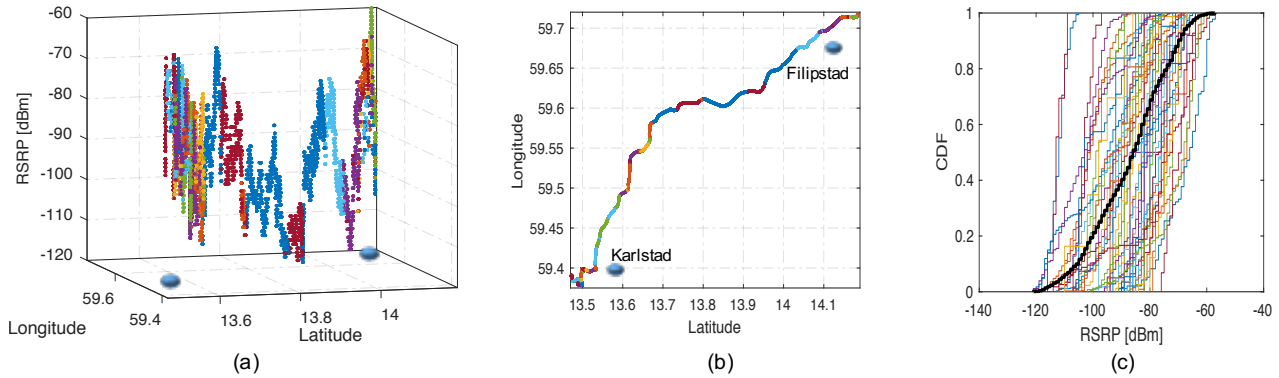 -60
-70
-80
-90
-100
-110
-120
RSRP [dBm]
59.6
59.4
Longitude
13.6
13.8
14
Latitude
(a)
59.7
59.65
59.6
59.55
59.5
59.45
59.4
Longitude
Filipstad
Karlstad
13.5 13.6 13.7 13.8 13.9 14 14.1
Latitude
(b)
1
0.8
0.6
0.4
0.2
0
CDF
-140 -120 -100 -80 -60 -40
RSRP [dBm]
(c)